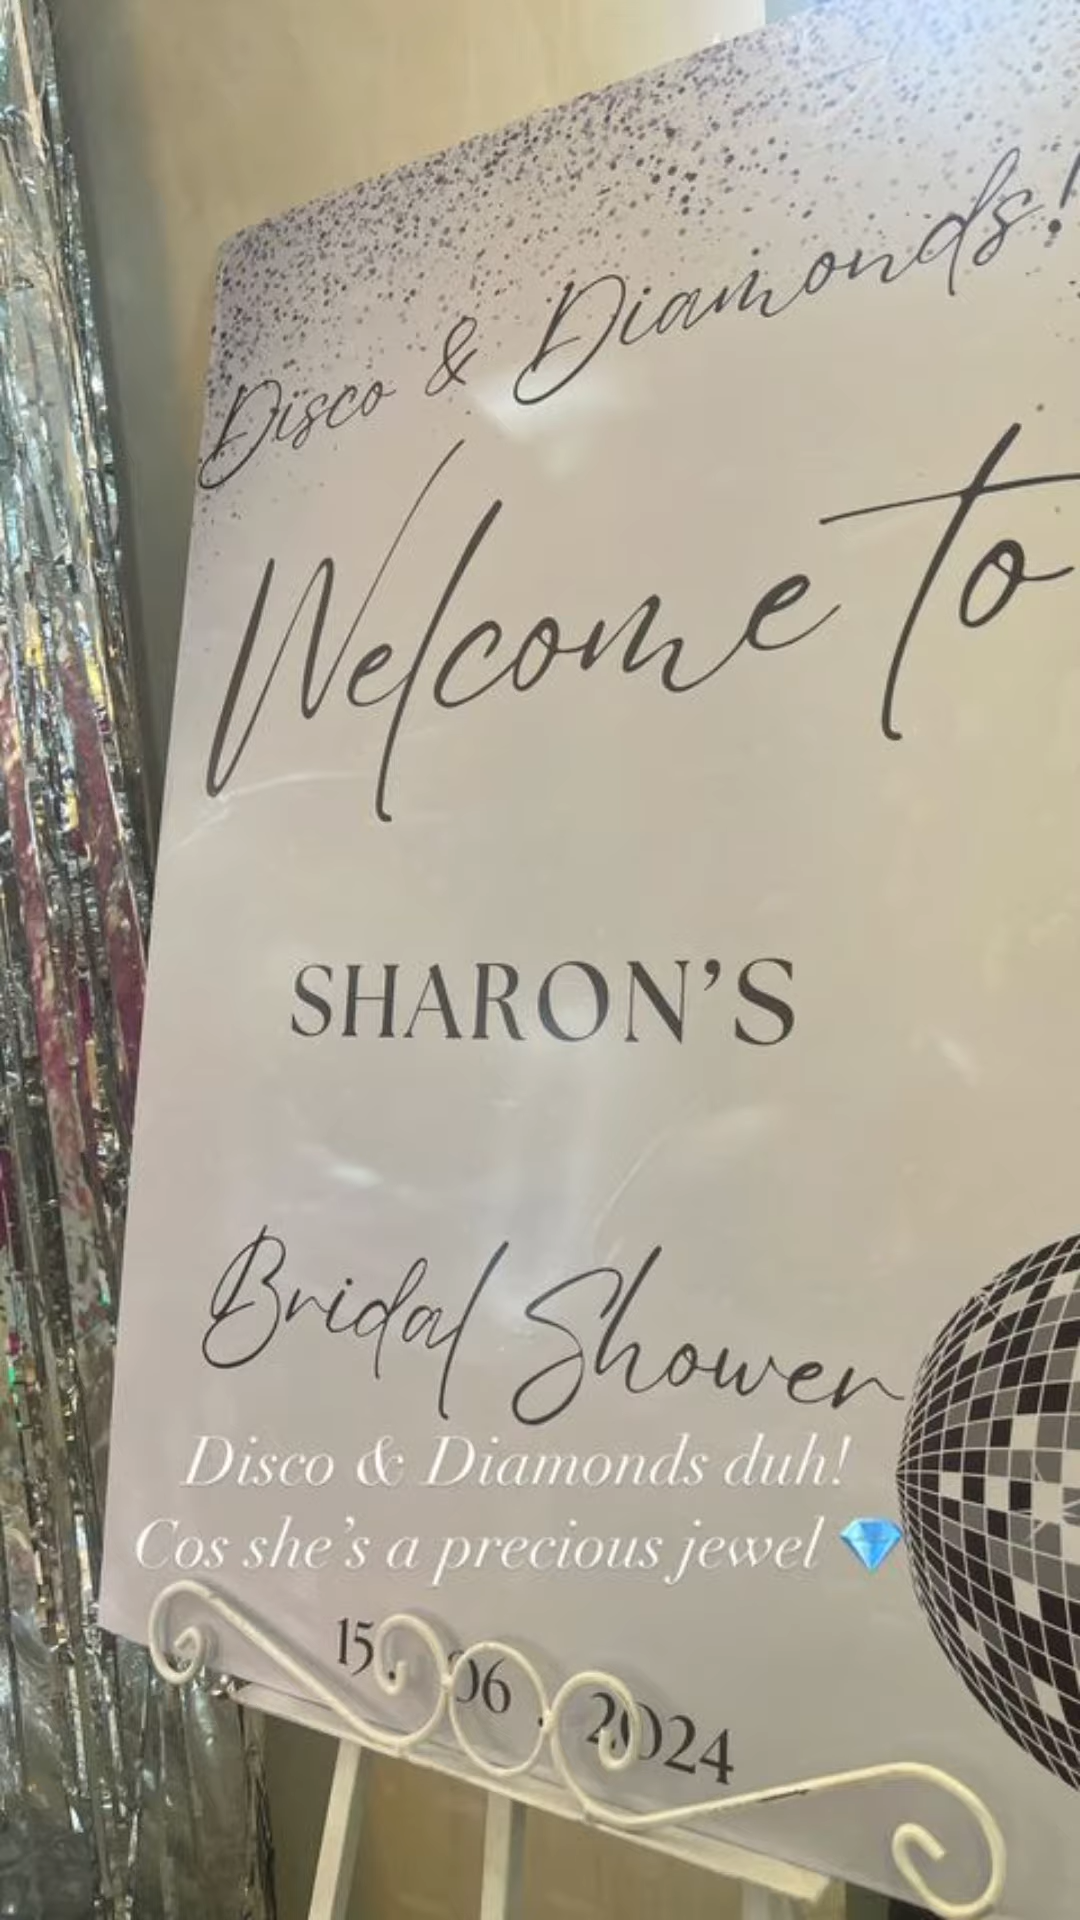 Disco & Diamonds!
Welcome to
SHARON'S
Bridal Shower
Disco & Diamonds duh!
Cos she's a precious jewel 💎
15. 06. 2024